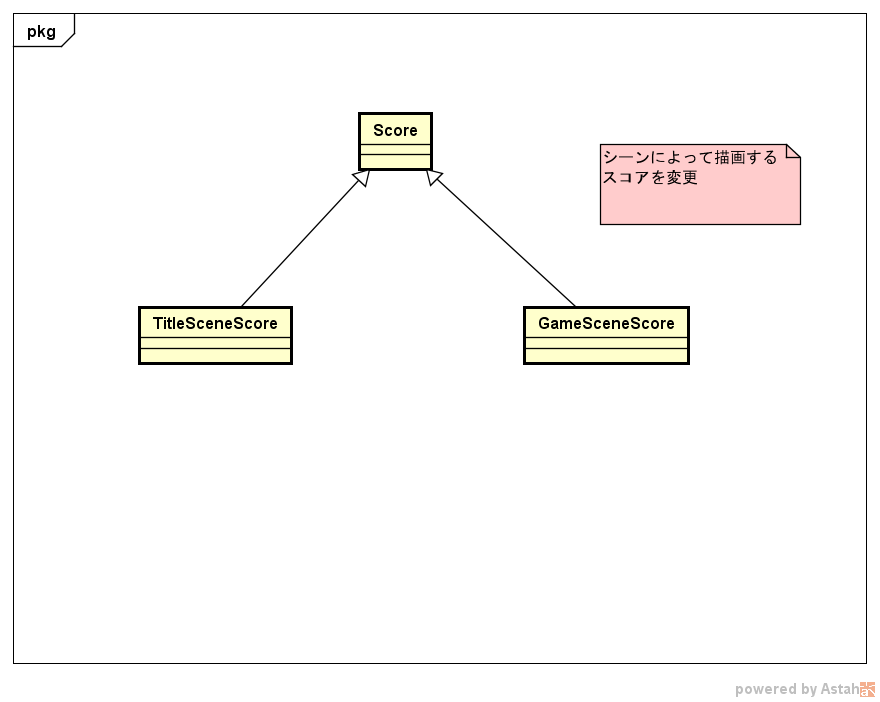 pkg
Score
シーンによって描画する
スコアを変更
TitleSceneScore
GameSceneScore
powered by Astah